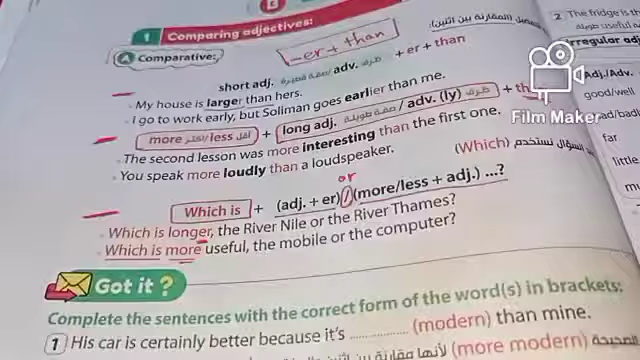 1 Comparing adjectives:
A Comparative:
-er + than
short adj. صفة قصيرة / adv. ظرف + er + than
- My house is larger than hers.
- I go to work early, but Soliman goes earlier than me.
more أكثر / less أقل + long adj. صفة طويلة / adv. (ly) ظرف + th
- The second lesson was more interesting than the first one.
- You speak more loudly than a loudspeaker.
(Which)
or
Which is + (adj. + er) / (more/less + adj.) ...?
- Which is longer, the River Nile or the River Thames?
- Which is more useful, the mobile or the computer?
Got it ?
Complete the sentences with the correct form of the word(s) in brackets:
1 His car is certainly better because it's ............ (modern) than mine.
(more modern) لأنها مقارنة بين
2 The fridge is th
rregular adj
Adj./Adv.
good/well
bad/badl
far
little
Film Maker